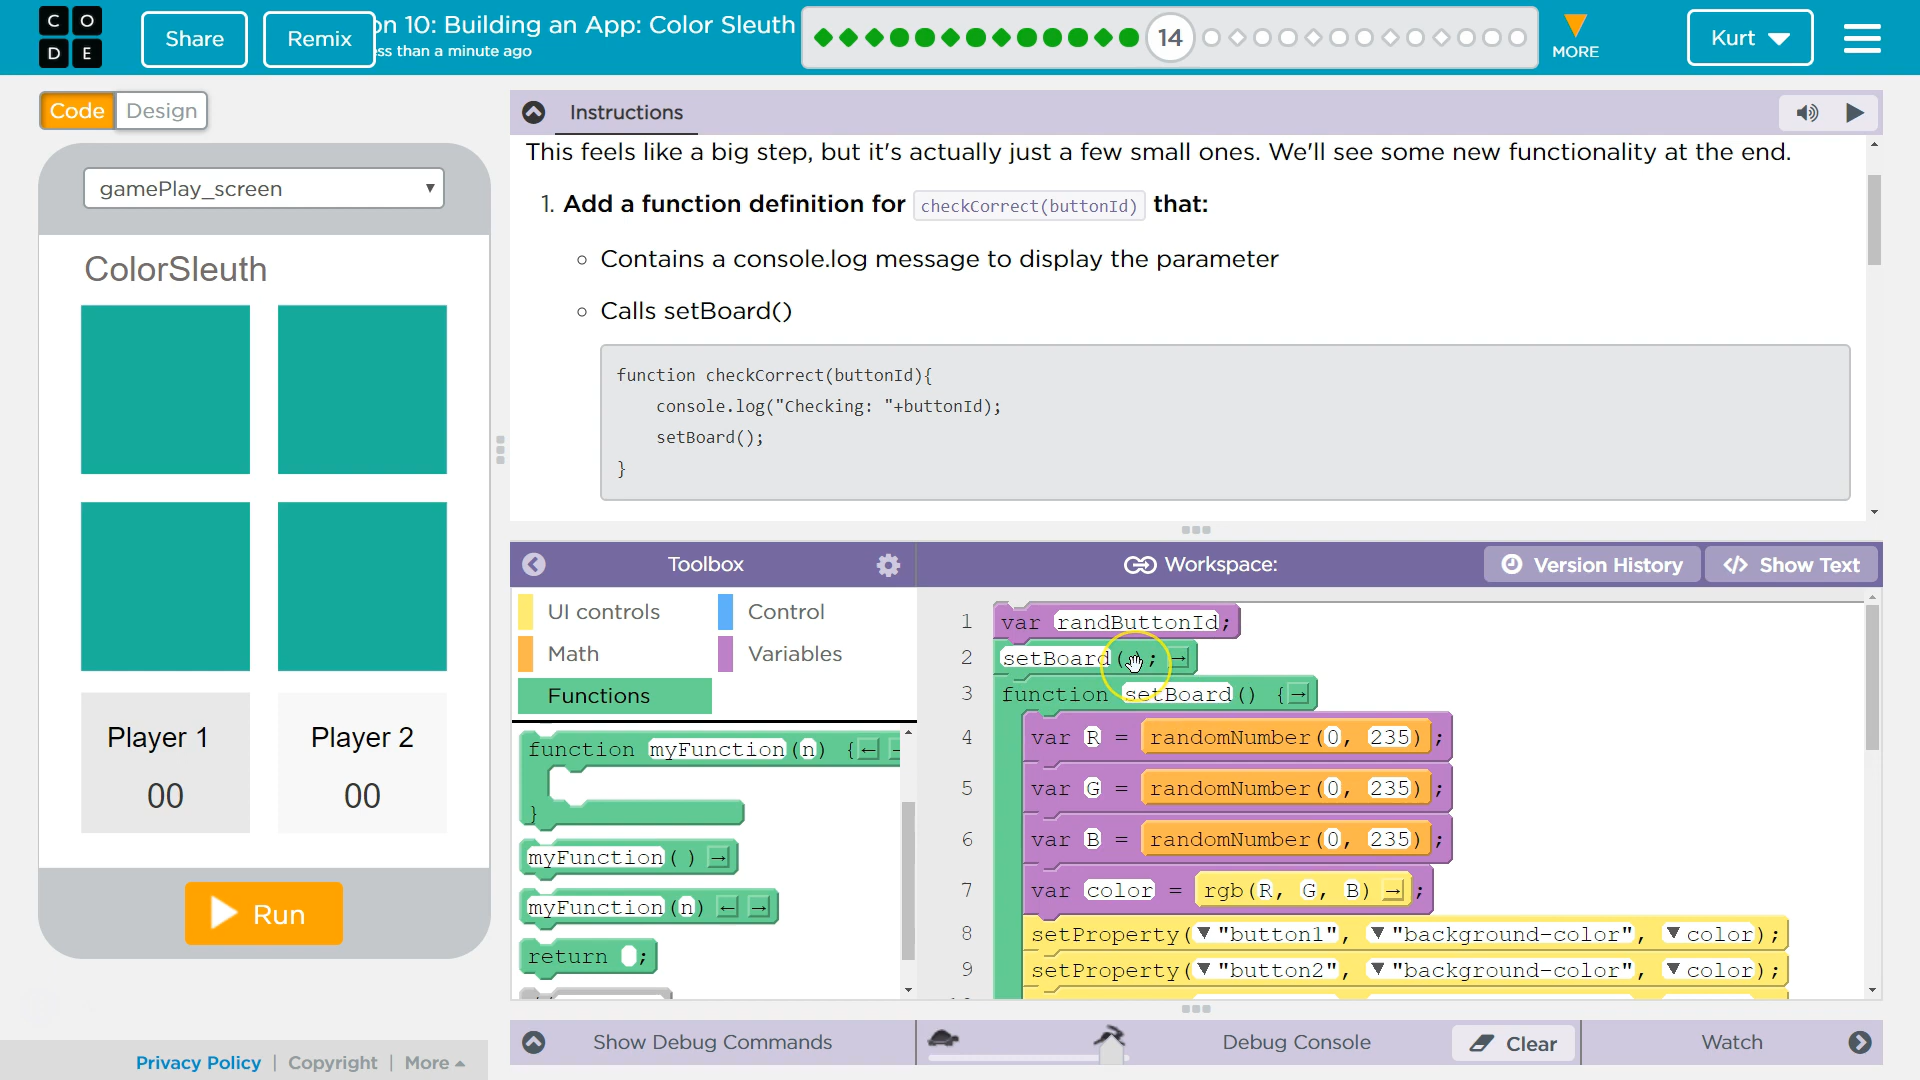 C O
D E
Share
Remix
on 10: Building an App: Color Sleuth
ess than a minute ago
14
MORE
Kurt
Code
Design
gamePlay_screen
ColorSleuth
Player 1
00
Player 2
00
Run
Privacy Policy | Copyright | More
Instructions
This feels like a big step, but it's actually just a few small ones. We'll see some new functionality at the end.
1. Add a function definition for checkCorrect(buttonId) that:
Contains a console.log message to display the parameter
Calls setBoard()
function checkCorrect(buttonId){
console.log("Checking: "+buttonId);
setBoard();
}
Toolbox
UI controls
Control
Math
Variables
Functions
function myFunction(n) {
}
myFunction()
myFunction(n)
return ;
Workspace:
Version History
</> Show Text
1 var randButtonId;
2 setBoard();
3 function setBoard() {
4 var R = randomNumber(0, 235);
5 var G = randomNumber(0, 235);
6 var B = randomNumber(0, 235);
7 var color = rgb(R, G, B);
8 setProperty("button1", "background-color", color);
9 setProperty("button2", "background-color", color);
Show Debug Commands
Debug Console
Clear
Watch